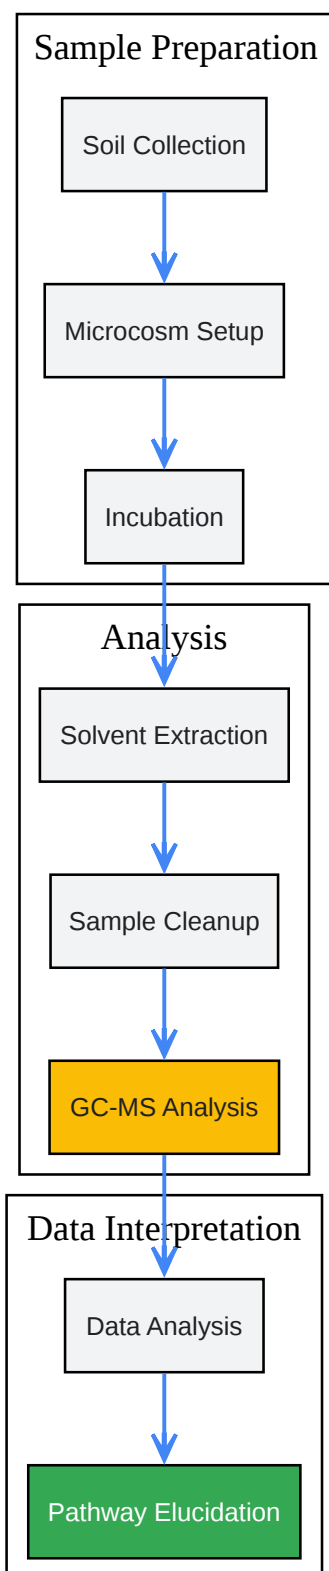 Sample Preparation
Soil Collection
Microcosm Setup
Incubation
Analysis
Solvent Extraction
Sample Cleanup
GC-MS Analysis
Data Interpretation
Data Analysis
Pathway Elucidation